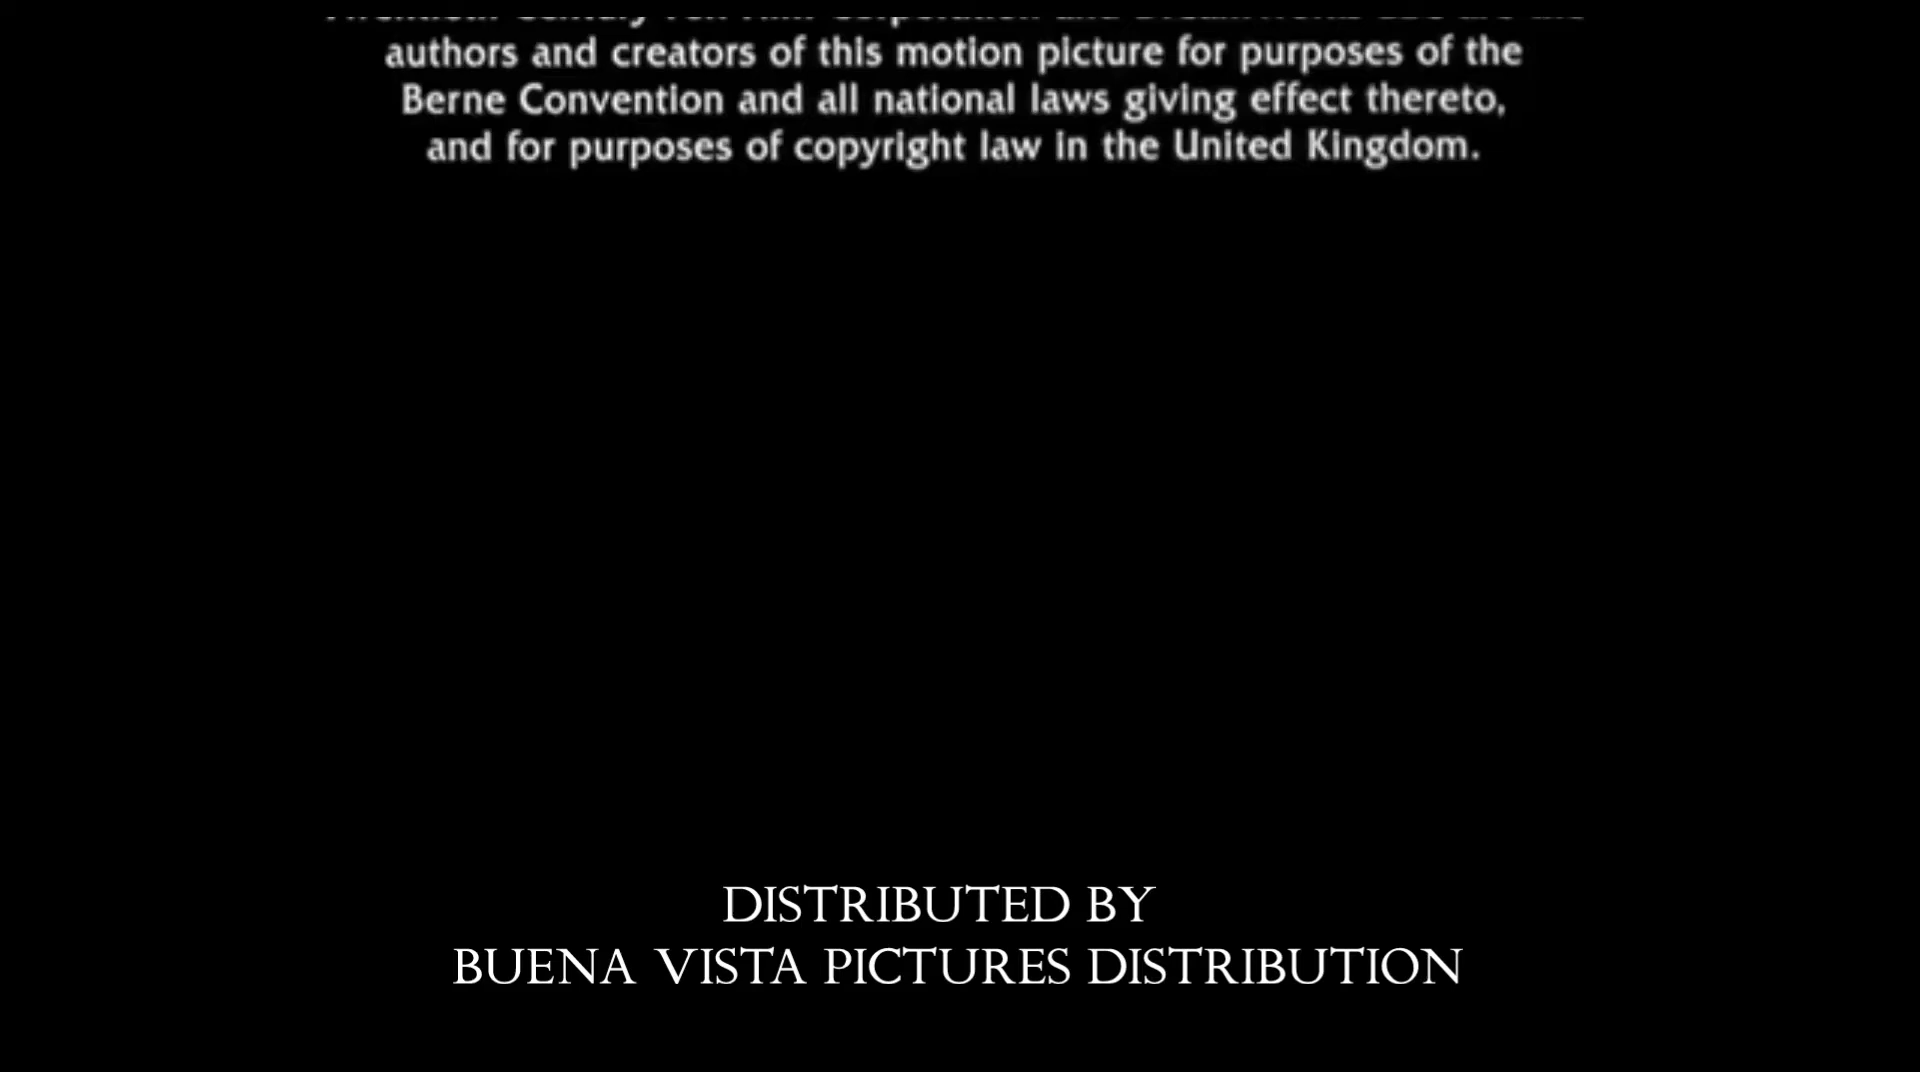 authors and creators of this motion picture for purposes of the
Berne Convention and all national laws giving effect thereto,
and for purposes of copyright law in the United Kingdom.
DISTRIBUTED BY
BUENA VISTA PICTURES DISTRIBUTION